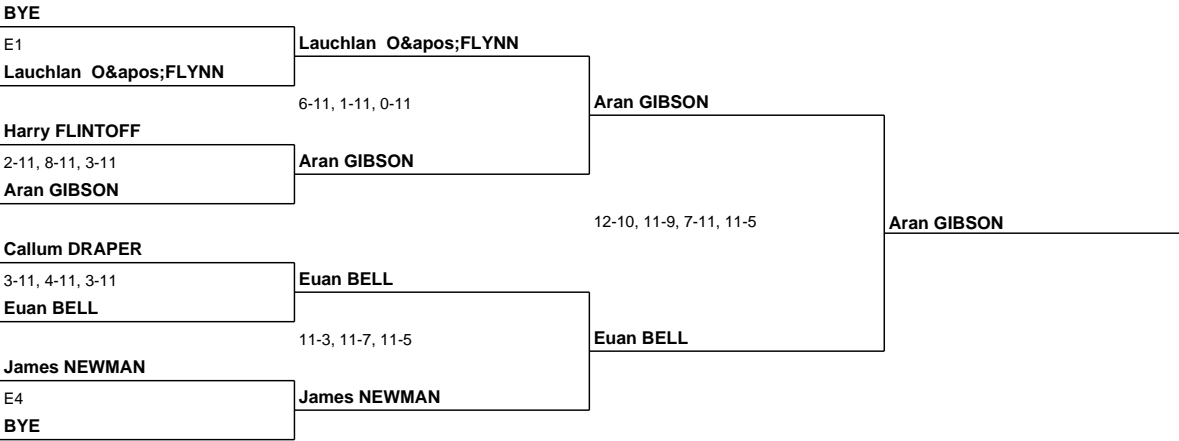 BYE
E1
Lauchlan  O&apos;FLYNN
Lauchlan  O&apos;FLYNN
6-11, 1-11, 0-11
Aran GIBSON
Harry FLINTOFF
2-11, 8-11, 3-11
Aran GIBSON
Aran GIBSON
12-10, 11-9, 7-11, 11-5
Aran GIBSON
Callum DRAPER
3-11, 4-11, 3-11
Euan BELL
Euan BELL
11-3, 11-7, 11-5
Euan BELL
James NEWMAN
E4
James NEWMAN
BYE